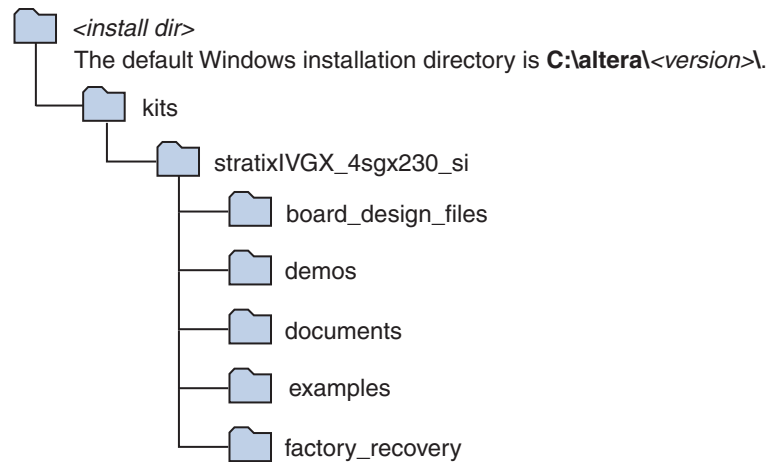 <install dir>
The default Windows installation directory is C:\altera\<version>\.
kits
stratixIVGX_4sgx230_si
board_design_files
demos
documents
examples
factory_recovery